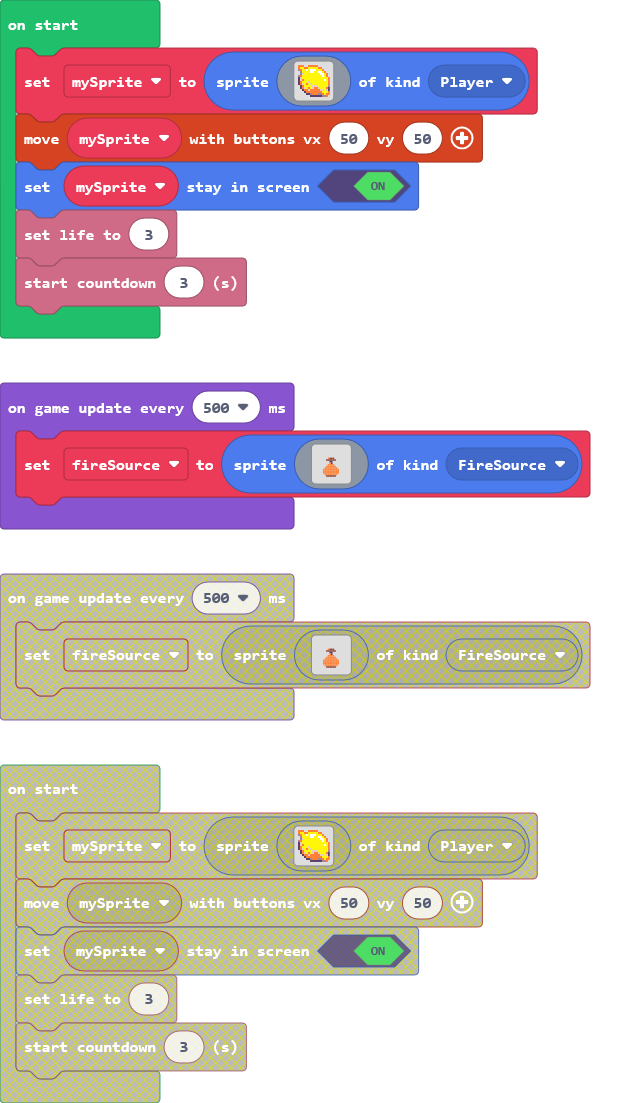 on start
set mySprite to sprite of kind Player
move mySprite with buttons vx 50 vy 50
set mySprite stay in screen ON
set life to 3
start countdown 3 (s)
on game update every 500 ms
set fireSource to sprite of kind FireSource
on game update every 500 ms
set fireSource to sprite of kind FireSource
on start
set mySprite to sprite of kind Player
move mySprite with buttons vx 50 vy 50
set mySprite stay in screen ON
set life to 3
start countdown 3 (s)